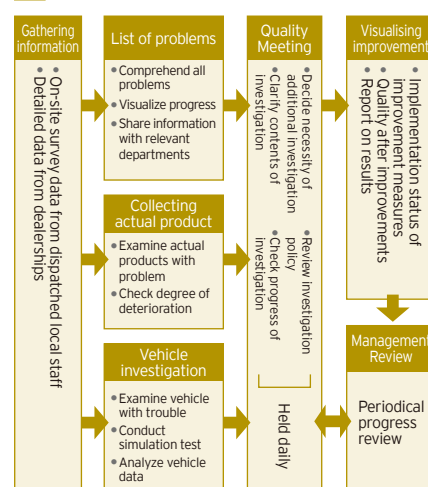 Gathering
information
• On-site survey data from dispatched local staff
• Detailed data from dealerships
List of problems
• Comprehend all
problems
• Visualize progress
• Share information
with relevant
departments
Collecting
actual product
• Examine actual
products with
problem
• Check degree of
deterioration
Vehicle
investigation
• Examine vehicle
with trouble
• Conduct
simulation test
• Analyze vehicle
data
Quality
Meeting
• Decide necessity of
additional investigation
• Clarify contents of
investigation
• Review investigation
policy
• Check progress of
investigation
Held daily
Visualising
improvement
• Implementation status of
improvement measures
• Quality after improvements
• Report on results
Management
Review
Periodical
progress
review